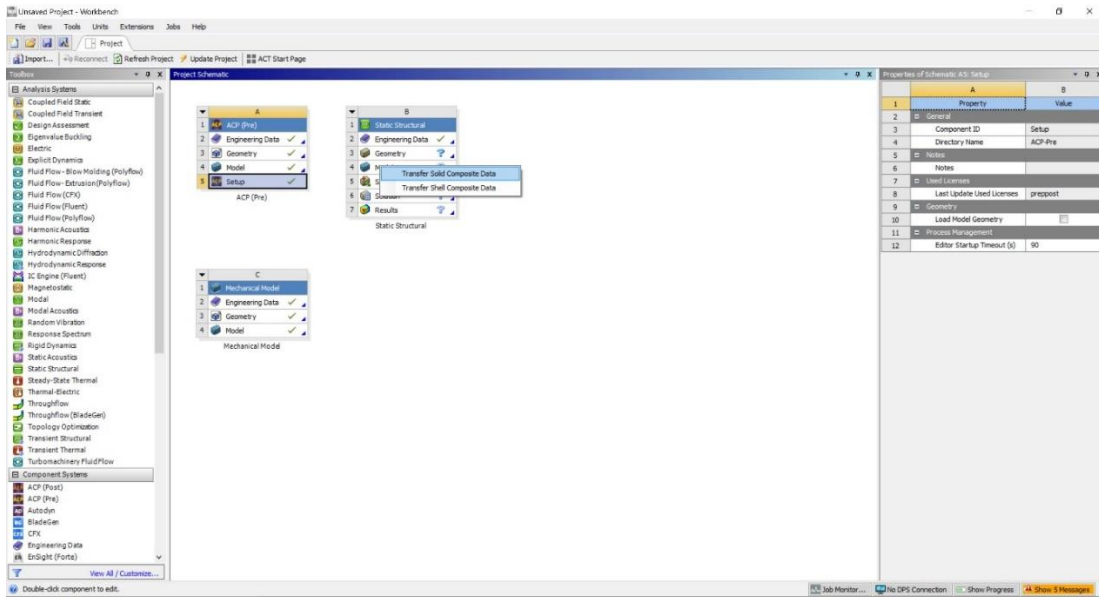 Unsaved Project - Workbench
File View Tools Units Extensions Jobs Help
Project
Import... Reconnect Refresh Project Update Project ACT Start Page
Toolbox
Analysis Systems
Coupled Field Static
Coupled Field Transient
Design Assessment
Eigenvalue Buckling
Electric
Explicit Dynamics
Fluid Flow - Blow Molding (Polyflow)
Fluid Flow - Extrusion (Polyflow)
Fluid Flow (CFX)
Fluid Flow (Fluent)
Fluid Flow (Polyflow)
Harmonic Acoustics
Harmonic Response
Hydrodynamic Diffraction
Hydrodynamic Response
IC Engine (Fluent)
Magnetostatic
Modal
Modal Acoustics
Random Vibration
Response Spectrum
Rigid Dynamics
Static Acoustics
Static Structural
Steady-State Thermal
Thermal-Electric
Throughflow
Throughflow (BladeGen)
Topology Optimization
Transient Structural
Transient Thermal
Turbomachinery Fluid Flow
Component Systems
ACP (Post)
ACP (Pre)
Autodyn
BladeGen
CFX
Engineering Data
EnSight (Forte)
View All / Customize...
Project Schematic
A
1 ACP (Pre)
2 Engineering Data
3 Geometry
4 Model
5 Setup
ACP (Pre)
B
1 Static Structural
2 Engineering Data
3 Geometry
4
5
6 Solution
7 Results
Static Structural
Transfer Solid Composite Data
Transfer Shell Composite Data
C
1 Mechanical Model
2 Engineering Data
3 Geometry
4 Model
Mechanical Model
Properties of Schematic A5: Setup
A B
1 Property Value
2 General
3 Component ID Setup
4 Directory Name ACP-Pre
5 Notes
6 Notes
7 Used Licenses
8 Last Update Used Licenses preppost
9 Geometry
10 Load Model Geometry
11 Process Management
12 Editor Startup Timeout (s) 90
Double-click component to edit.
Job Monitor... No DPS Connection Show Progress Show 5 Messages